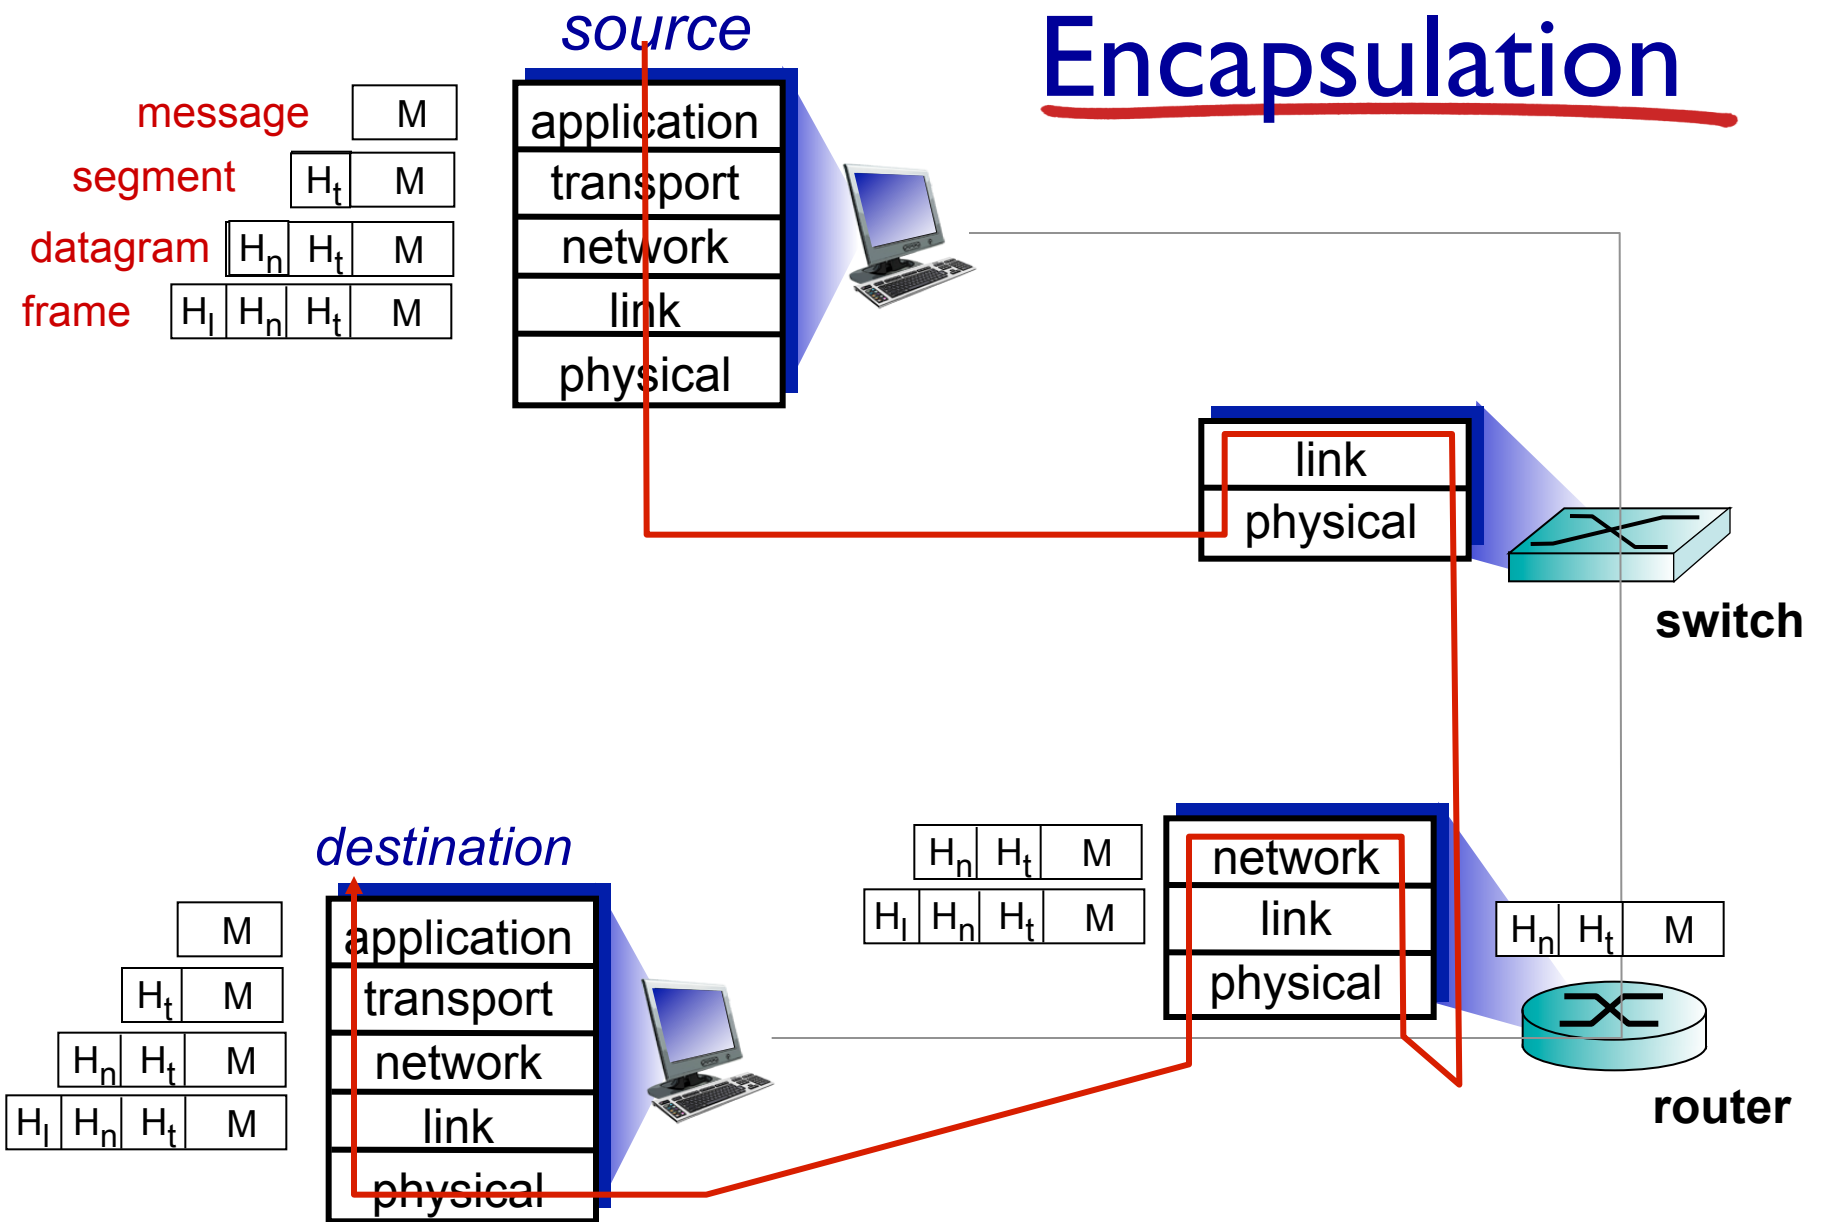 source
Encapsulation
message M application
segment Ht M transport
datagram Hn Ht M network
frame Hl Hn Ht M link
physical
link
physical
switch
destination
Hn Ht M network
Hl Hn Ht M link
physical
Hn Ht M
router
M application
Ht M transport
Hn Ht M network
Hl Hn Ht M link
physical